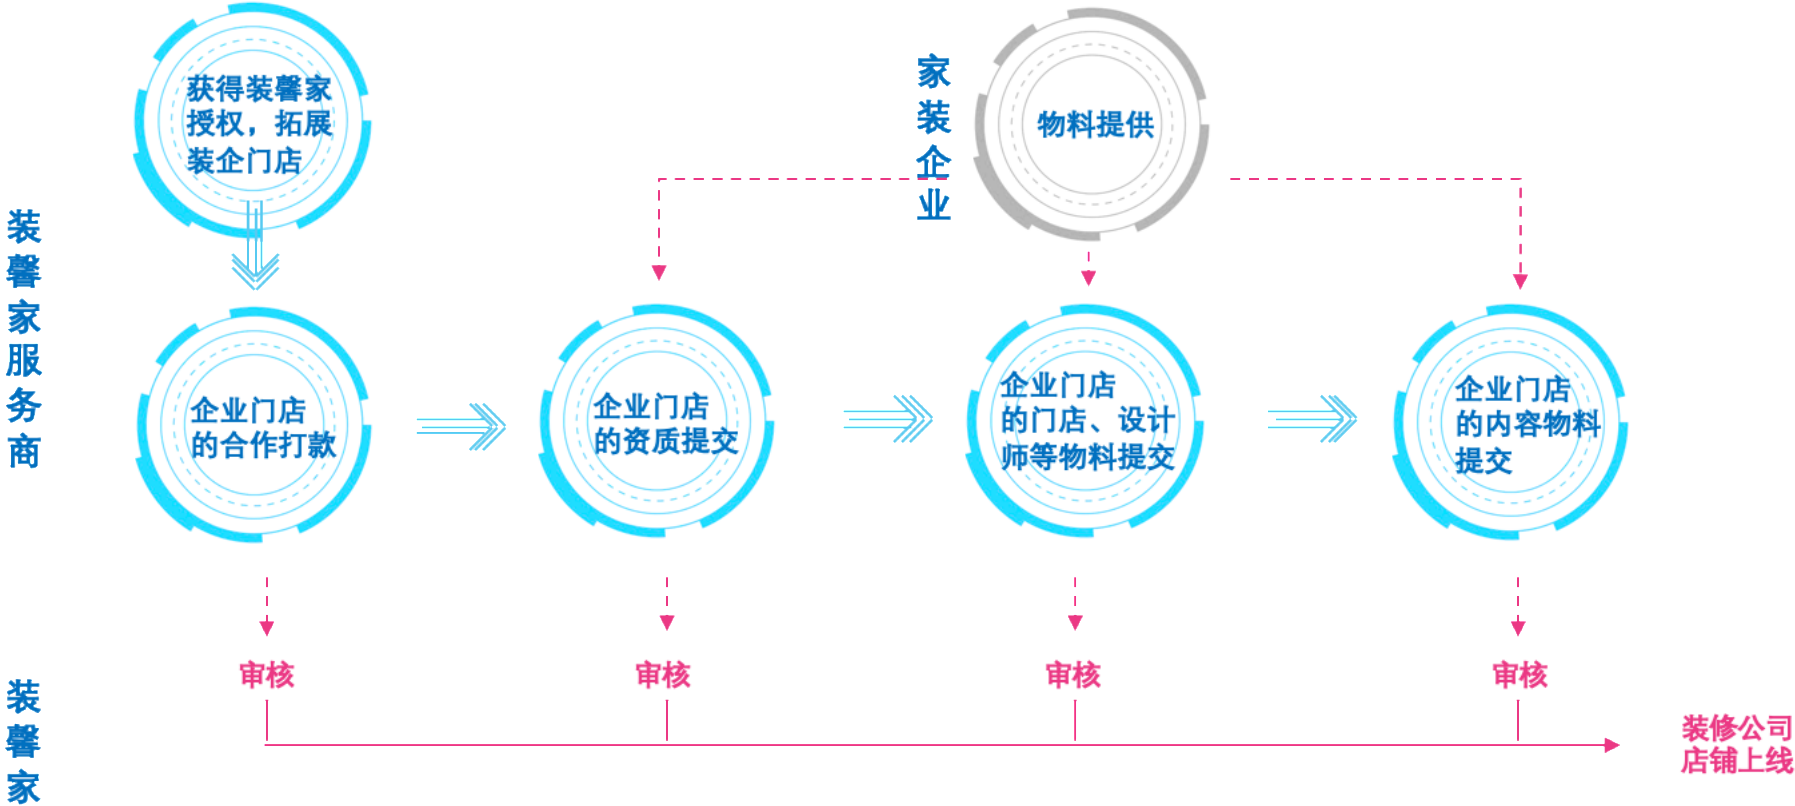 获得装馨家
授权，拓展
装企门店
家装企业
物料提供
装馨家服务商
企业门店
的合作打款
企业门店
的资质提交
企业门店
的门店、设计
师等物料提交
企业门店
的内容物料
提交
装馨家
审核
审核
审核
审核
装修公司
店铺上线